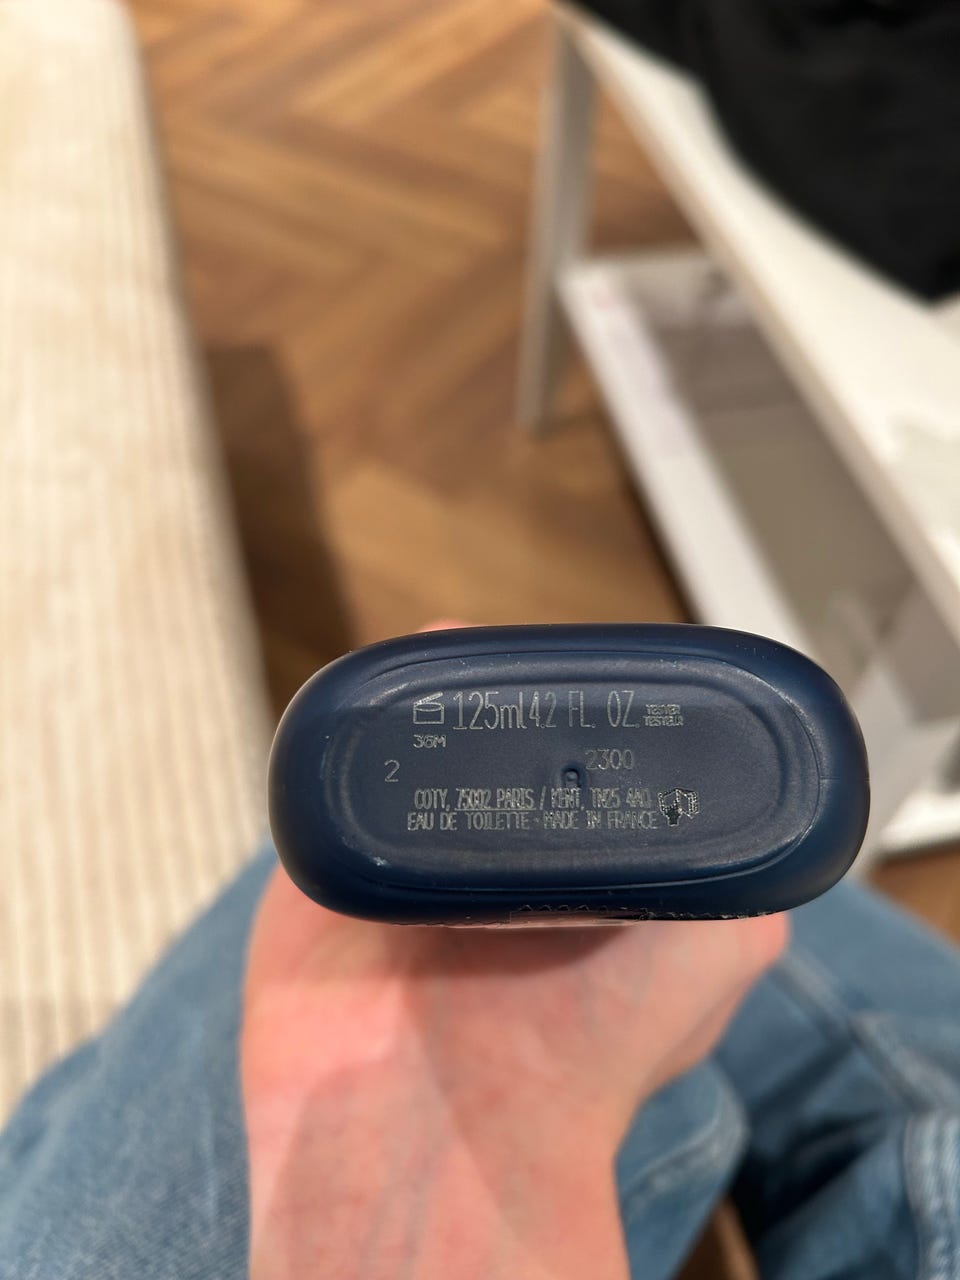 125ml 4.2 FL. OZ. TESTER
36M
2 2300
COTY, 75002 PARIS / KENT, TN25 4AQ
EAU DE TOILETTE - MADE IN FRANCE